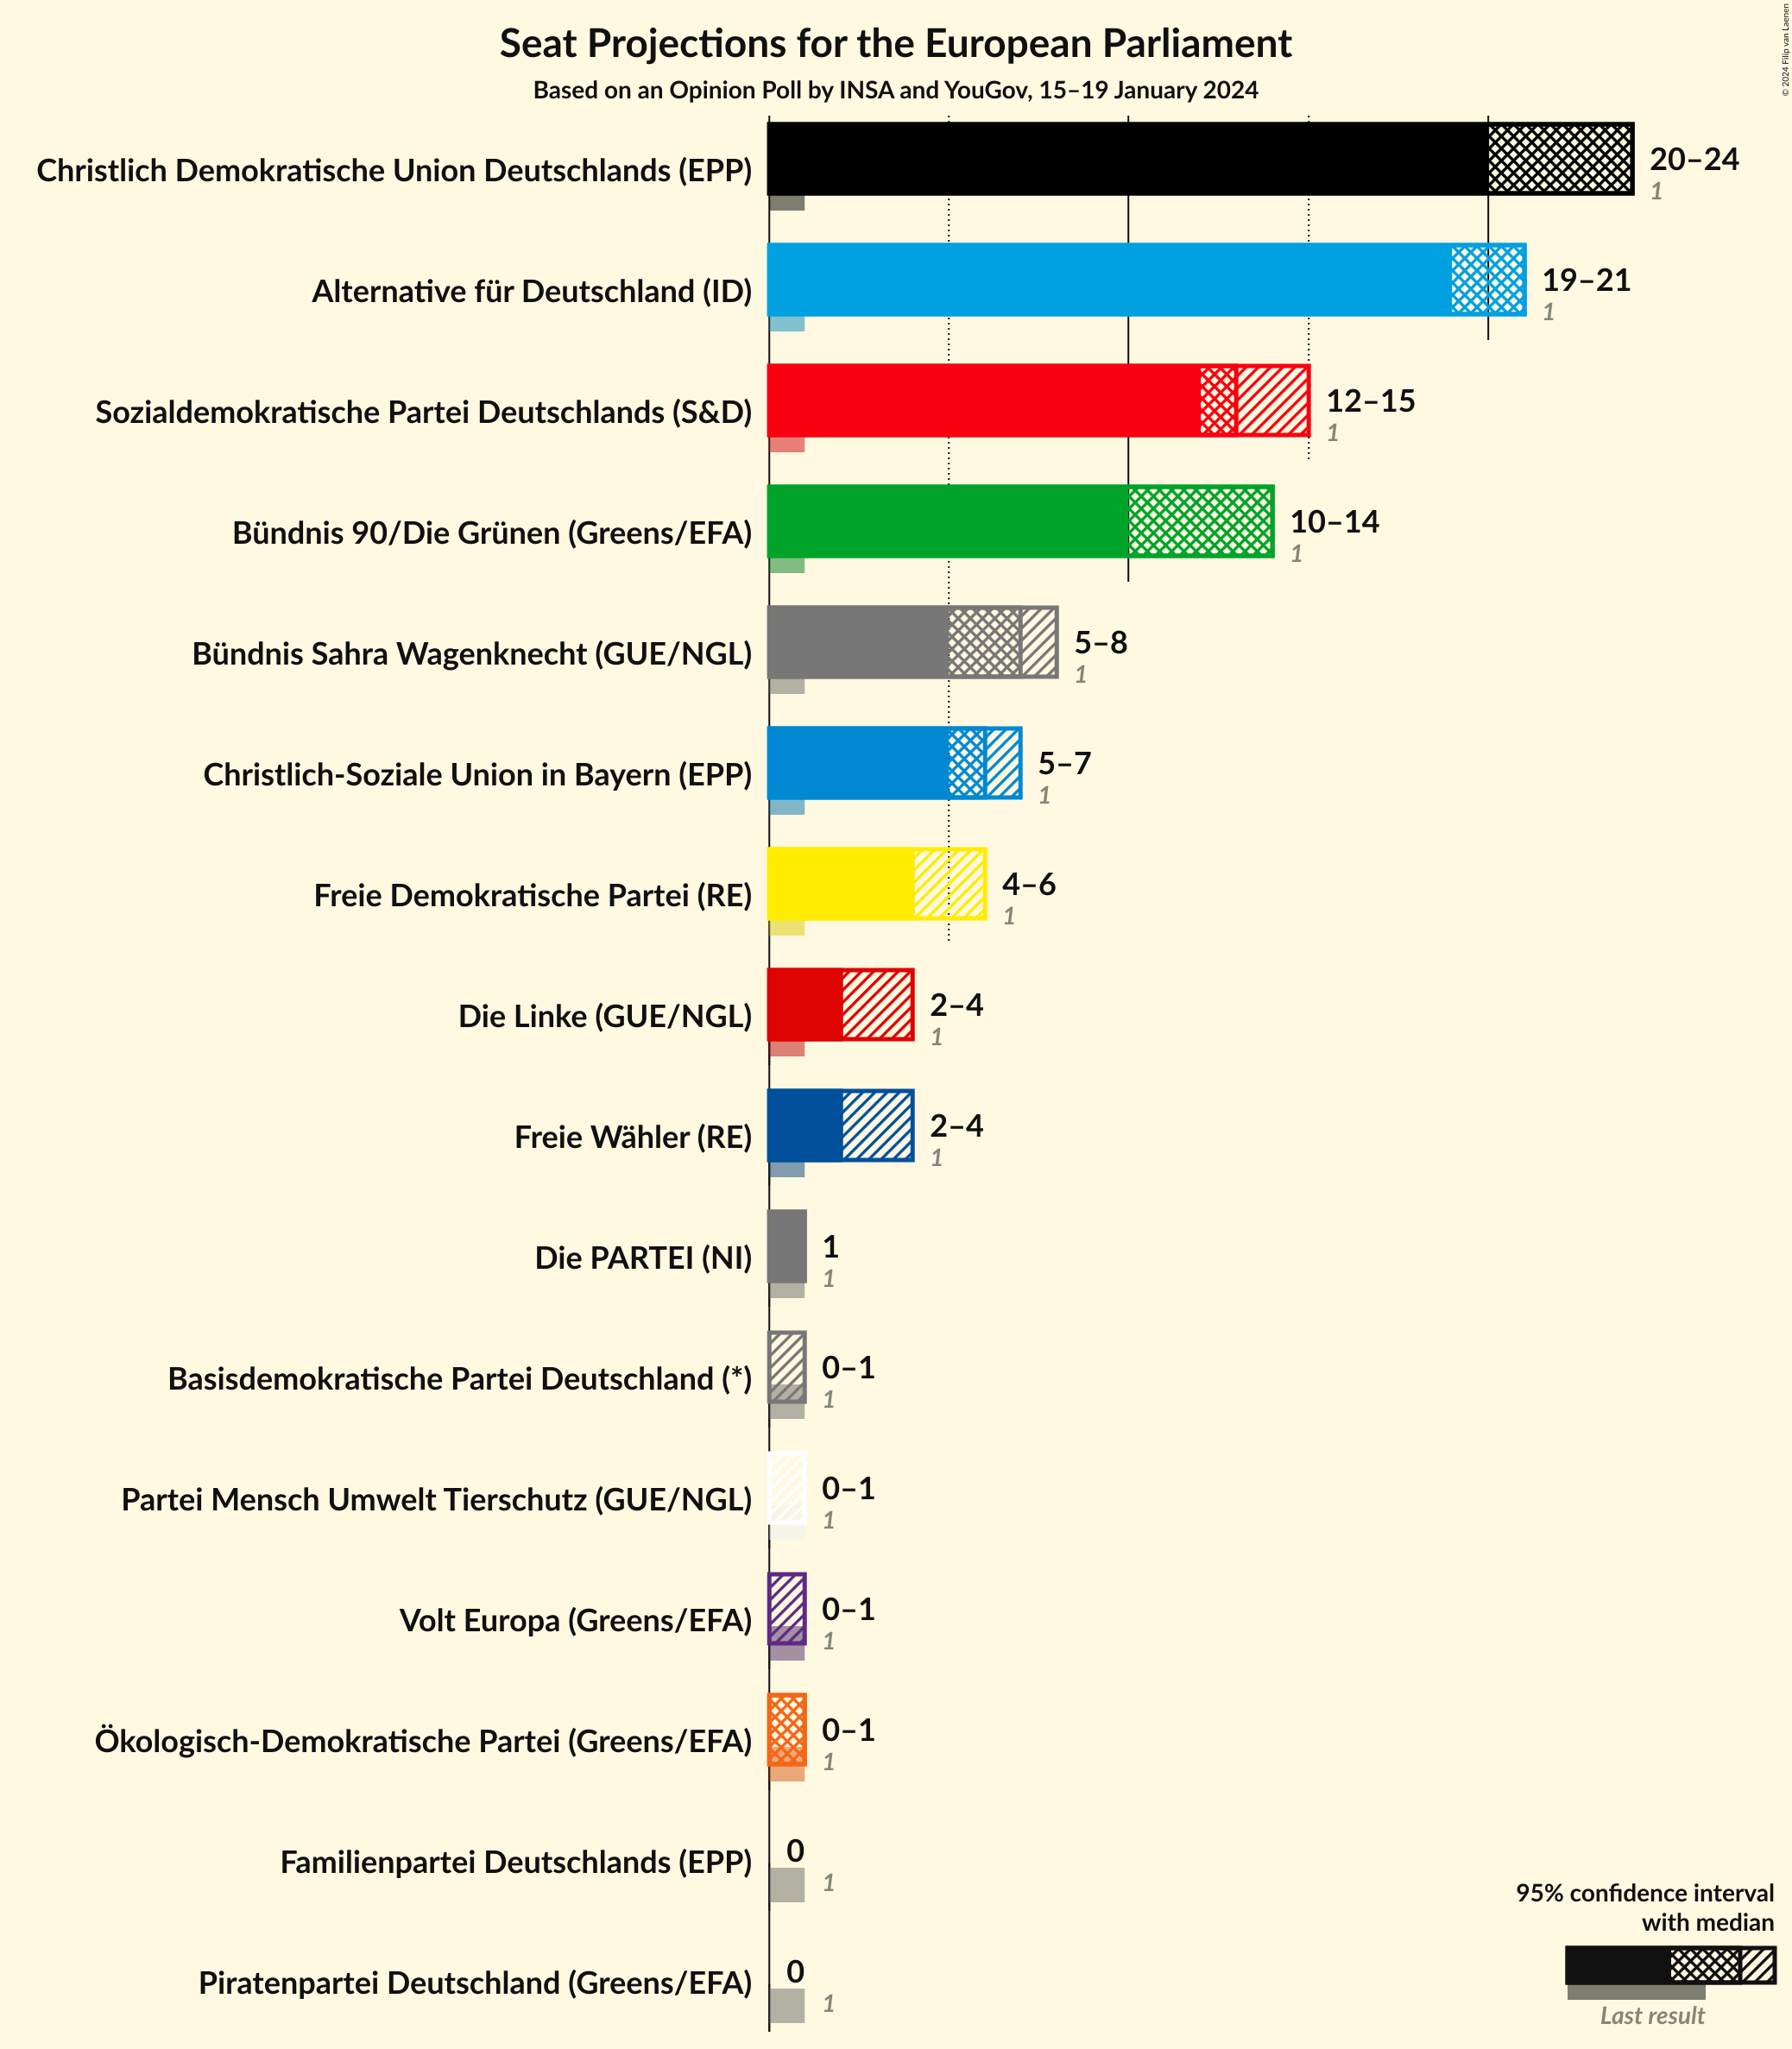 Seat Projections for the European Parliament
Based on an Opinion Poll by INSA and YouGov, 15–19 January 2024
© 2024 Filip van Laenen
Christlich Demokratische Union Deutschlands (EPP)
20–24
1
Alternative für Deutschland (ID)
19–21
1
Sozialdemokratische Partei Deutschlands (S&D)
12–15
1
Bündnis 90/Die Grünen (Greens/EFA)
10–14
1
Bündnis Sahra Wagenknecht (GUE/NGL)
5–8
1
Christlich-Soziale Union in Bayern (EPP)
5–7
1
Freie Demokratische Partei (RE)
4–6
1
Die Linke (GUE/NGL)
2–4
1
Freie Wähler (RE)
2–4
1
Die PARTEI (NI)
1
1
Basisdemokratische Partei Deutschland (*)
0–1
1
Partei Mensch Umwelt Tierschutz (GUE/NGL)
0–1
1
Volt Europa (Greens/EFA)
0–1
1
Ökologisch-Demokratische Partei (Greens/EFA)
0–1
1
Familienpartei Deutschlands (EPP)
0
1
Piratenpartei Deutschland (Greens/EFA)
0
1
95% confidence interval
with median
Last result